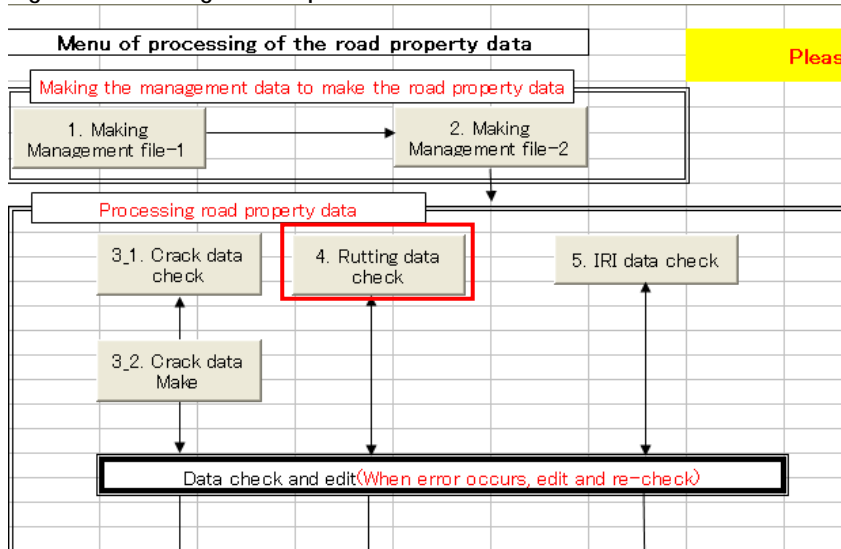 Menu of processing of the road property data
Pleas
Making the management data to make the road property data
1. Making
Management file-1
2. Making
Management file-2
Processing road property data
3_1. Crack data
check
4. Rutting data
check
5. IRI data check
3_2. Crack data
Make
Data check and edit(When error occurs, edit and re-check)